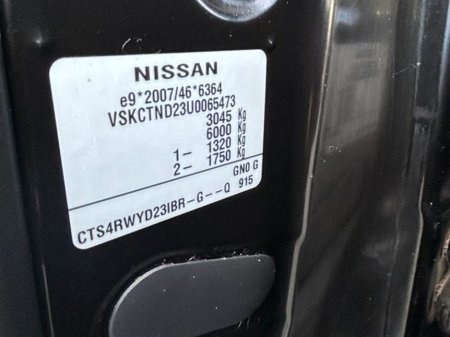 NISSAN
e9*2007/46*6364
VSKCTND23U0065473
3045 Kg
6000 Kg
1- 1320 Kg
2- 1750 Kg
GN0 G
915
CTS4RWYD23IBR-G--Q